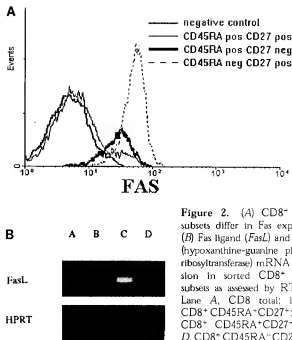 A
negative control
CD45RA pos CD27 pos
CD45RA pos CD27 neg
CD45RA neg CD27 pos
Events
10⁰ 10¹ 10² 10³ 10⁴
FAS
B
A B C D
FasL
HPRT
Figure 2. (A) CD8+
subsets differ in Fas exp
(B) Fas ligand (FasL) and
(hypoxanthine-guanine pl
ribosyltransferase) mRNA
sion in sorted CD8+
subsets as assessed by RT
Lane A, CD8 total; l
CD8+CD45RA+CD27+;
CD8+ CD45RA+CD27-
D, CD8+CD45RA-CD27